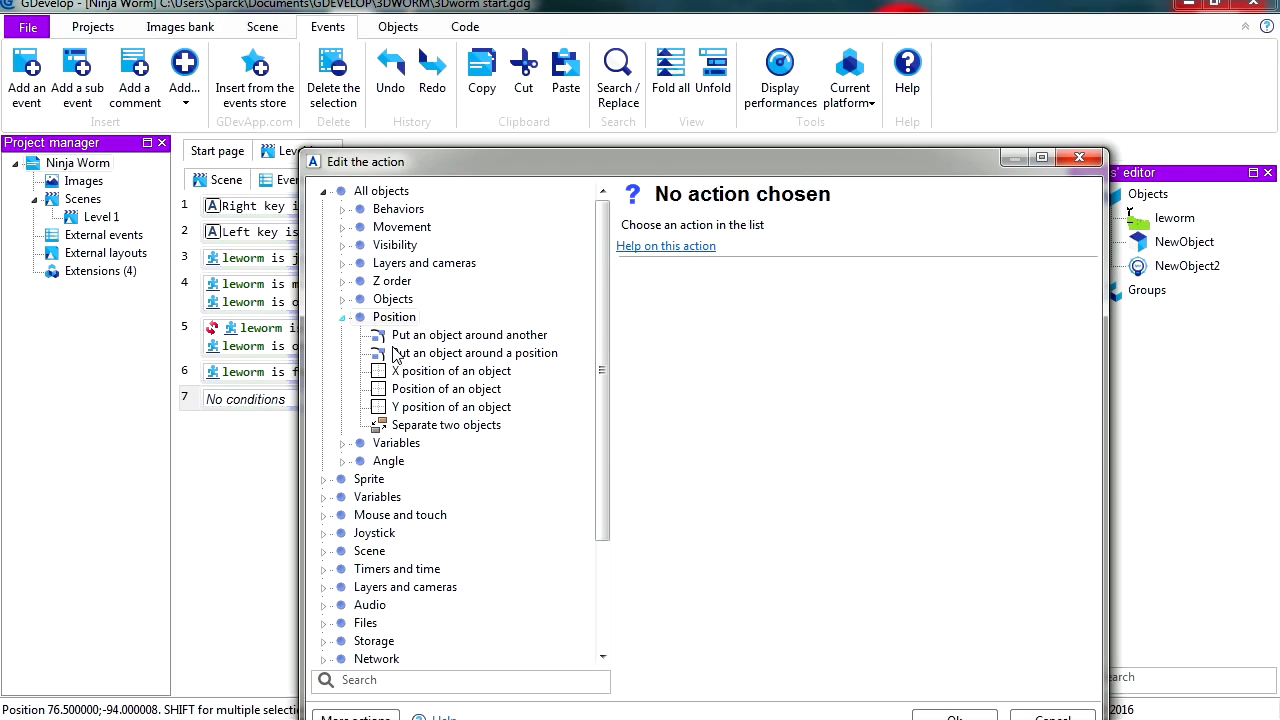 GDevelop - [Ninja Worm] C:\Users\Sparck\Documents\GDEVELOP\3DWORM\3Dworm start.gdg
File Projects Images bank Scene Events Objects Code
Add an event
Add a sub event
Add a comment
Add...
Insert from the events store
Delete the selection
Undo
Redo
Copy
Cut
Paste
Search / Replace
Fold all
Unfold
Display performances
Current platform
Help
Insert
GDevApp.com
Delete
History
Clipboard
Search
View
Tools
Help
Project manager
Ninja Worm
Images
Scenes
Level 1
External events
External layouts
Extensions (4)
Start page
Scene
1 Right key i
2 Left key is
3 leworm is j
4 leworm is m
leworm is o
5 leworm is
leworm is o
6 leworm is f
7 No conditions
Edit the action
All objects
Behaviors
Movement
Visibility
Layers and cameras
Z order
Objects
Position
Put an object around another
Put an object around a position
X position of an object
Position of an object
Y position of an object
Separate two objects
Variables
Angle
Sprite
Variables
Mouse and touch
Joystick
Scene
Timers and time
Layers and cameras
Audio
Files
Storage
Network
Search
More actions
Help
? No action chosen
Choose an action in the list
Help on this action
Ok
Cancel
s' editor
Objects
leworm
NewObject
NewObject2
Groups
earch
Position 76.500000;-94.000008. SHIFT for multiple selecti
2016